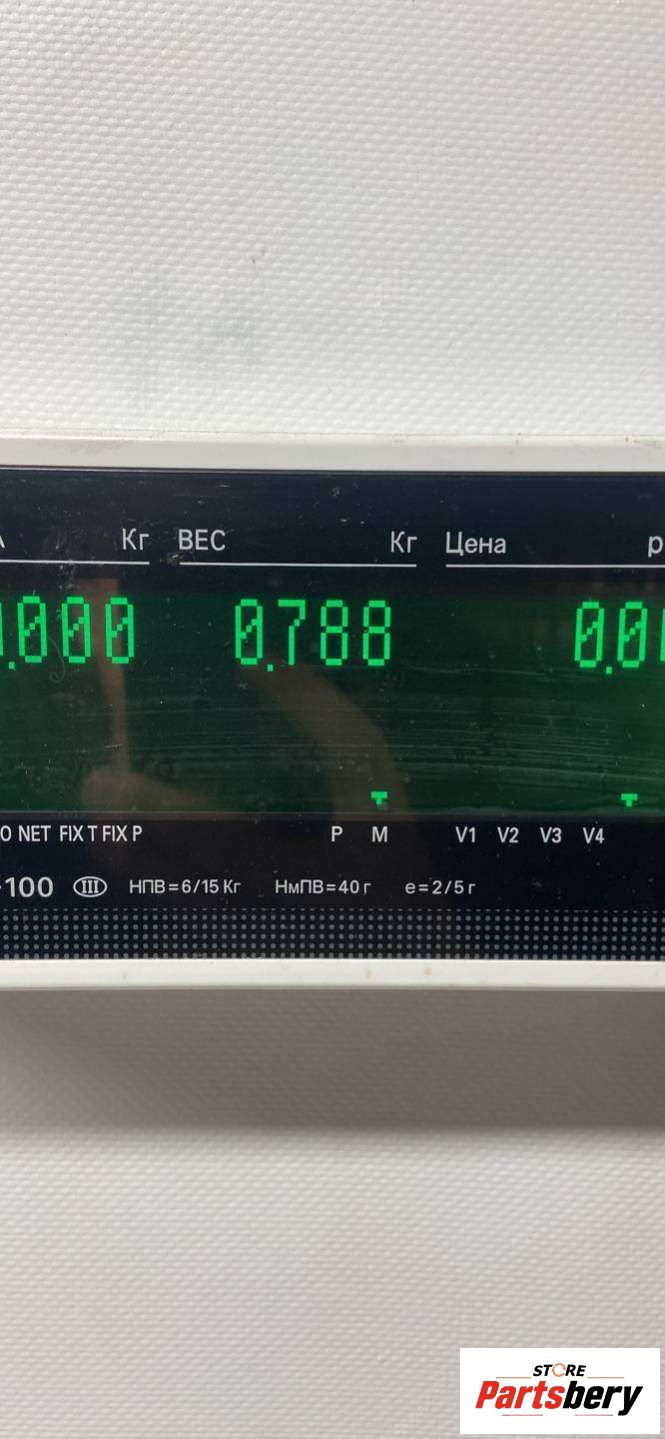 Кг ВЕС Кг Цена р
.000 0.788 0.0
O NET FIX T FIX P P M V1 V2 V3 V4
-100 III НПВ=6/15 Кг НмПВ=40 г e=2/5 г
STORE
Partsbery